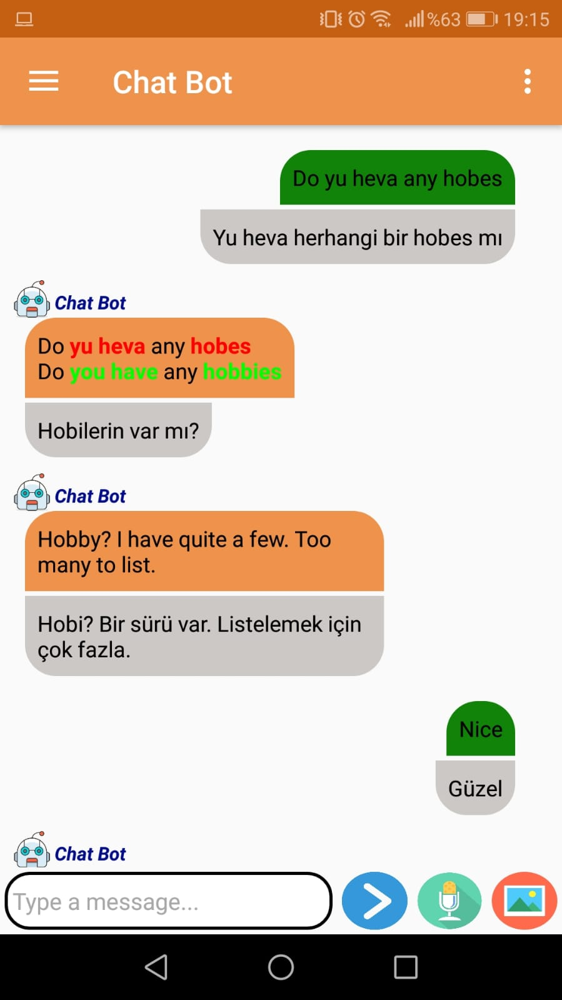 %63 19:15
Chat Bot
Do yu heva any hobes
Yu heva herhangi bir hobes mı
Chat Bot
Do yu heva any hobes
Do you have any hobbies
Hobilerin var mı?
Chat Bot
Hobby? I have quite a few. Too
many to list.
Hobi? Bir sürü var. Listelemek için
çok fazla.
Nice
Güzel
Chat Bot
Type a message...